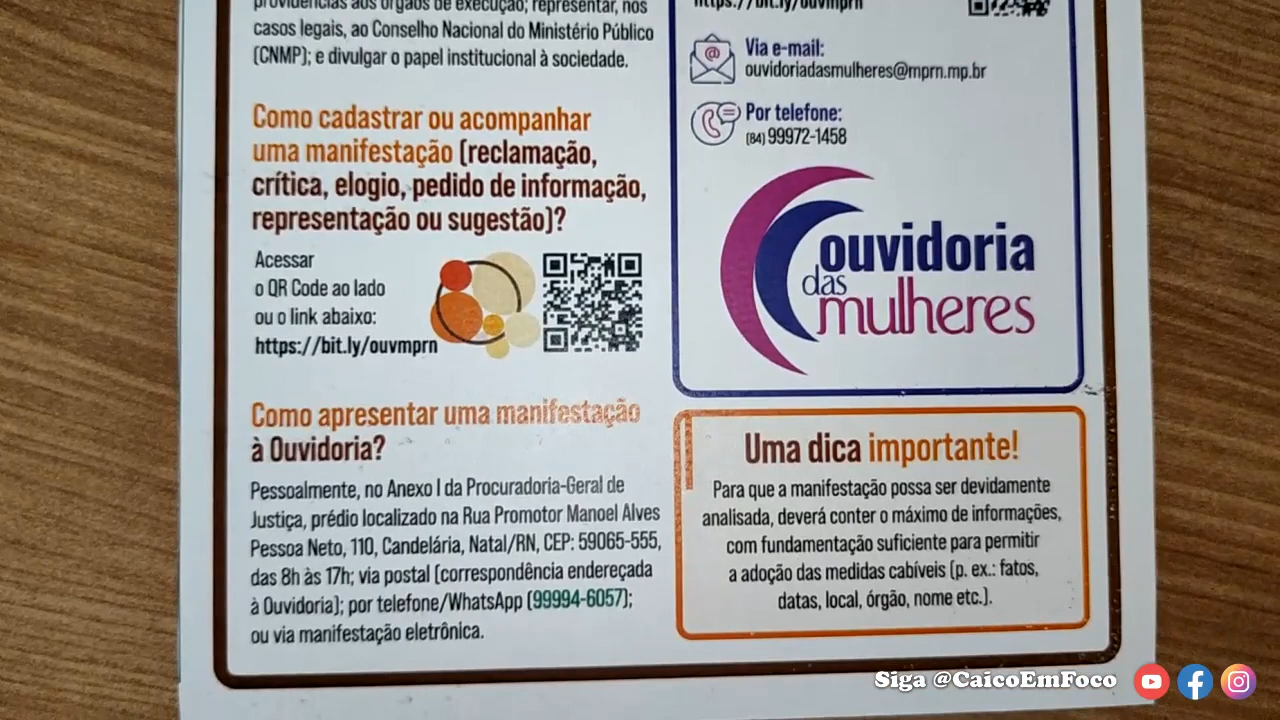 providências aos órgãos de execução; representar, nos
casos legais, ao Conselho Nacional do Ministério Público
(CNMP); e divulgar o papel institucional à sociedade.
Como cadastrar ou acompanhar
uma manifestação (reclamação,
crítica, elogio, pedido de informação,
representação ou sugestão)?
Acessar
o QR Code ao lado
ou o link abaixo:
https://bit.ly/ouvmprn
Como apresentar uma manifestação
à Ouvidoria?
Pessoalmente, no Anexo I da Procuradoria-Geral de
Justiça, prédio localizado na Rua Promotor Manoel Alves
Pessoa Neto, 110, Candelária, Natal/RN, CEP: 59065-555,
das 8h às 17h; via postal (correspondência endereçada
à Ouvidoria); por telefone/WhatsApp (99994-6057);
ou via manifestação eletrônica.
https://bit.ly/ouvmprn
Via e-mail:
ouvidoriadasmulheres@mprn.mp.br
Por telefone:
(84) 99972-1458
ouvidoria
das
mulheres
Uma dica importante!
Para que a manifestação possa ser devidamente
analisada, deverá conter o máximo de informações,
com fundamentação suficiente para permitir
a adoção das medidas cabíveis (p. ex.: fatos,
datas, local, órgão, nome etc.).
Siga @CaicoEmFoco